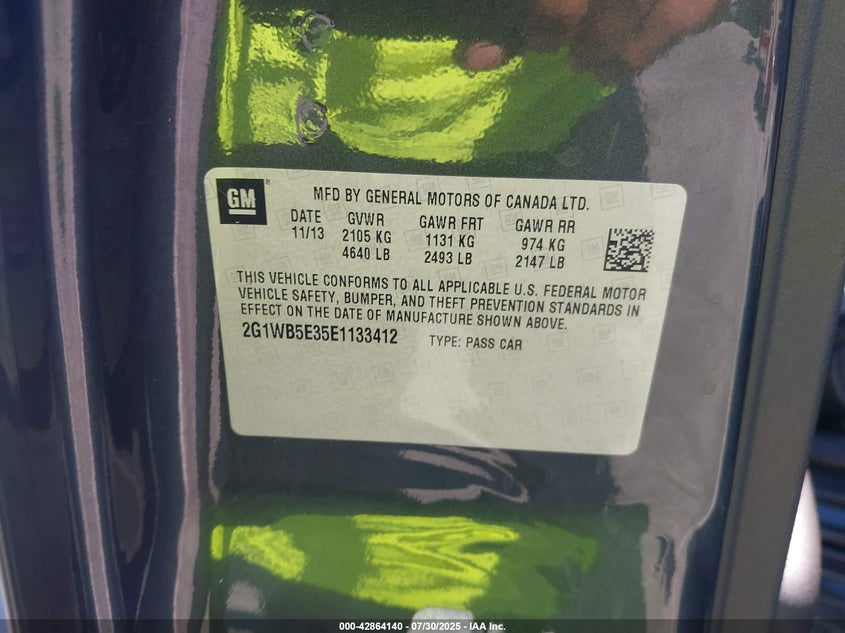 GM
MFD BY GENERAL MOTORS OF CANADA LTD.
DATE GVWR GAWR FRT GAWR RR
11/13 2105 KG 1131 KG 974 KG
4640 LB 2493 LB 2147 LB
THIS VEHICLE CONFORMS TO ALL APPLICABLE U.S. FEDERAL MOTOR
VEHICLE SAFETY, BUMPER, AND THEFT PREVENTION STANDARDS IN
EFFECT ON THE DATE OF MANUFACTURE SHOWN ABOVE.
2G1WB5E35E1133412 TYPE: PASS CAR
000-42864140 - 07/30/2025 - IAA Inc.